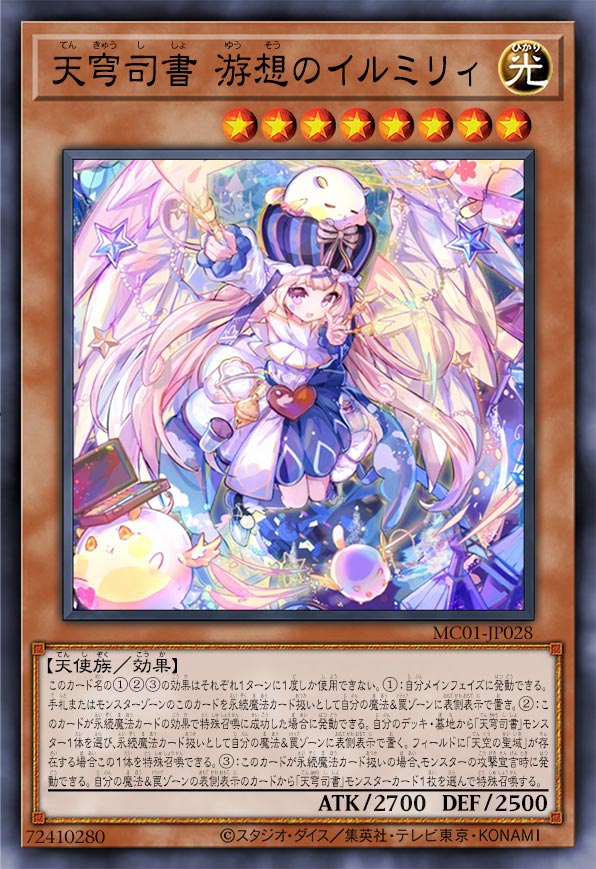 天穹司書 游想のイルミリィ
光
MC01-JP028
【天使族／効果】
このカード名の①②③の効果はそれぞれ1ターンに1度しか使用できない。①：自分メインフェイズに発動できる。
手札またはモンスターゾーンのこのカードを永続魔法カード扱いとして自分の魔法＆罠ゾーンに表側表示で置く。②：こ
のカードが永続魔法カードの効果で特殊召喚に成功した場合に発動できる。自分のデッキ・墓地から「天穹司書」モンス
ター1体を選び、永続魔法カード扱いとして自分の魔法＆罠ゾーンに表側表示で置く。フィールドに「天空の聖域」が存
在する場合この1体を特殊召喚できる。③：このカードが永続魔法カード扱いの場合、モンスターの攻撃宣言時に発
動できる。自分の魔法＆罠ゾーンの表側表示のカードから「天穹司書」モンスターカード1枚を選んで特殊召喚する。
ATK/2700 DEF/2500
72410280 ©スタジオ・ダイス／集英社・テレビ東京・KONAMI